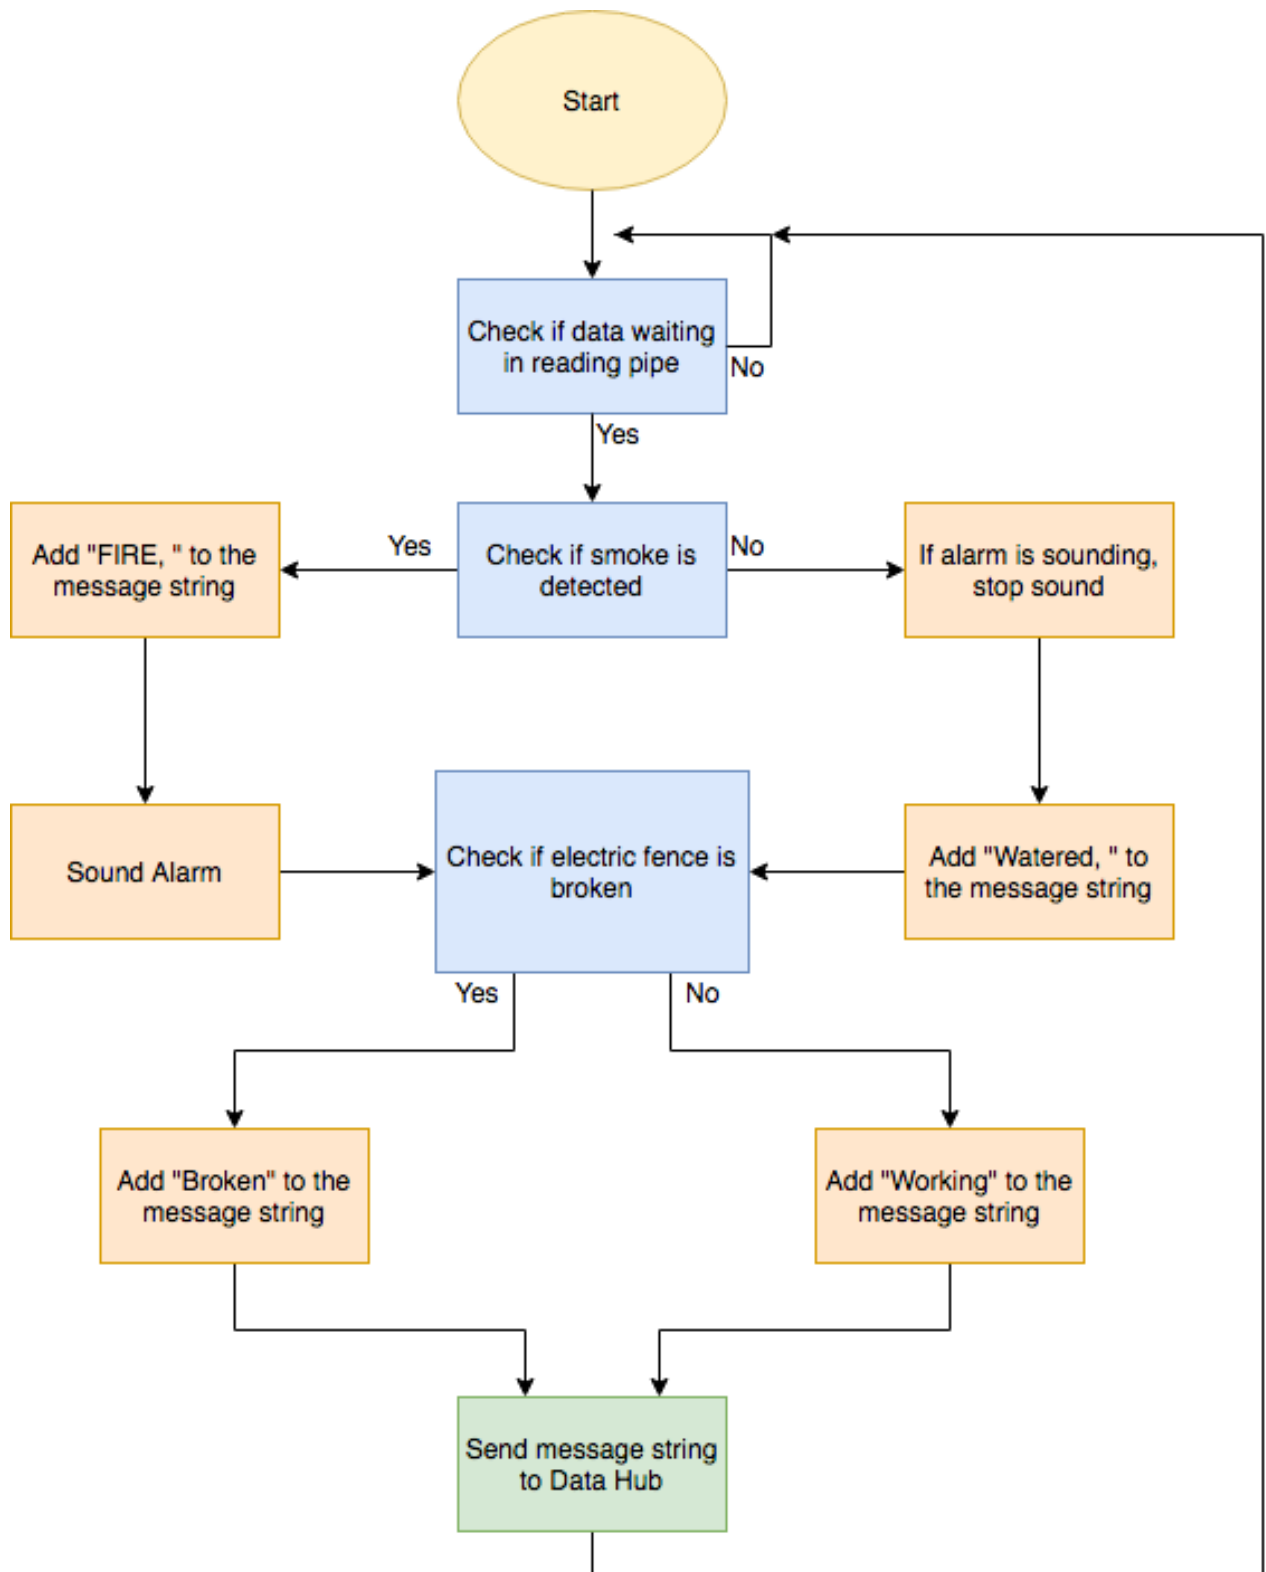 Start
Check if data waiting
in reading pipe
No
Yes
Add "FIRE, " to the
message string
Yes
Check if smoke is
detected
No
If alarm is sounding,
stop sound
Sound Alarm
Check if electric fence is
broken
Add "Watered, " to
the message string
Yes
No
Add "Broken" to the
message string
Add "Working" to the
message string
Send message string
to Data Hub